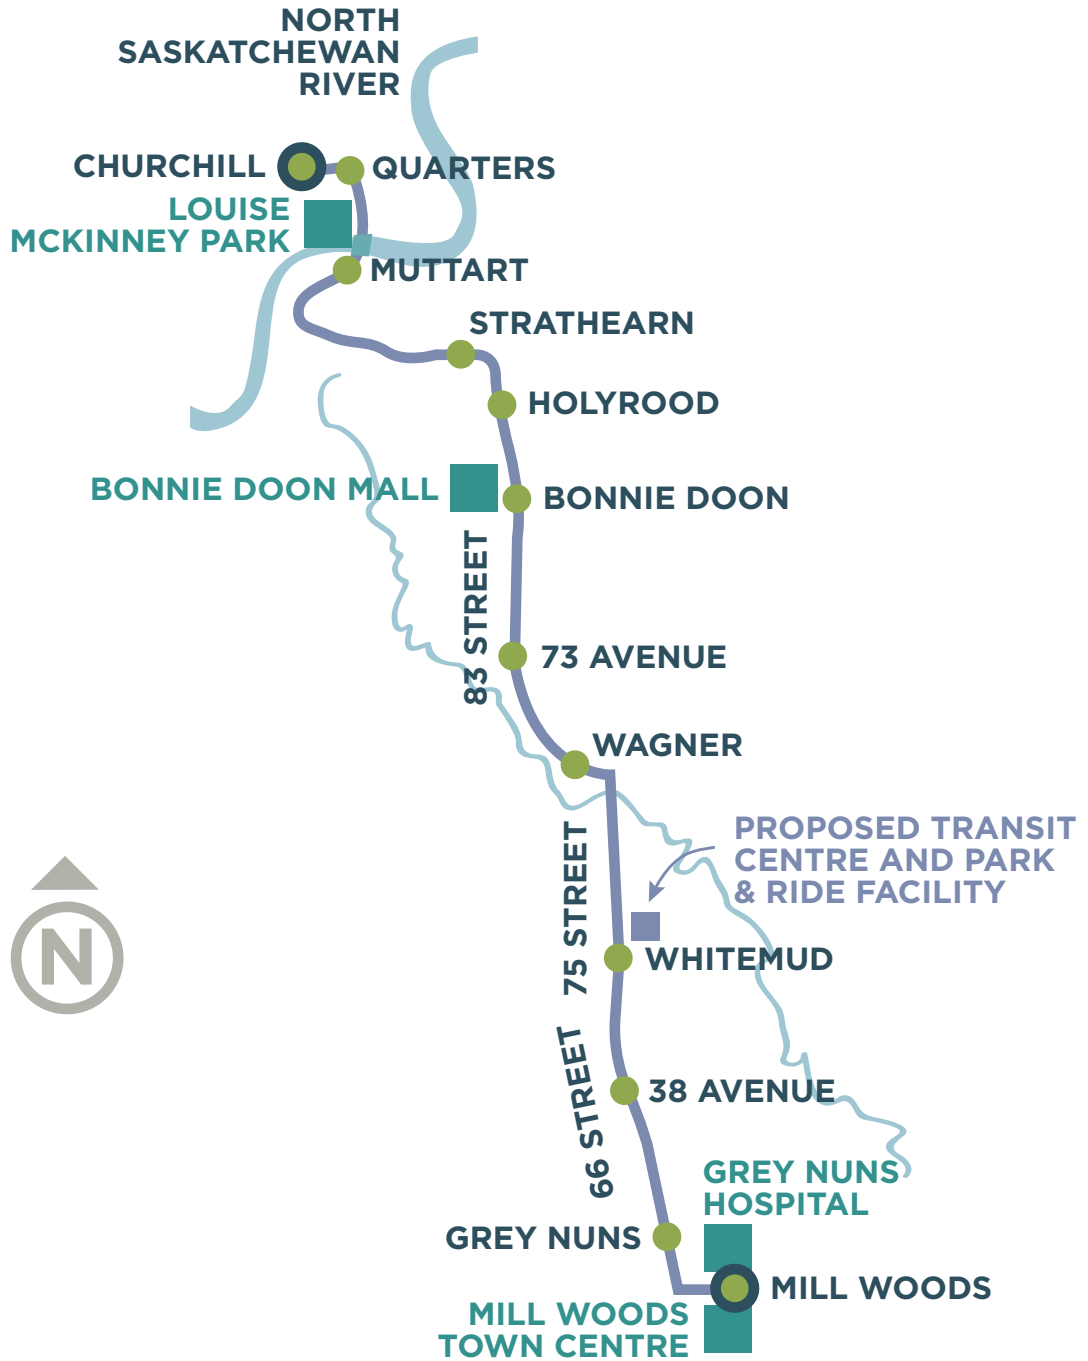 NORTH
SASKATCHEWAN
RIVER
CHURCHILL
QUARTERS
LOUISE
MCKINNEY PARK
MUTTART
STRATHEARN
HOLYROOD
BONNIE DOON MALL
BONNIE DOON
83 STREET
73 AVENUE
WAGNER
PROPOSED TRANSIT
CENTRE AND PARK
& RIDE FACILITY
75 STREET
N
WHITEMUD
66 STREET
38 AVENUE
GREY NUNS
HOSPITAL
GREY NUNS
MILL WOODS
MILL WOODS
TOWN CENTRE